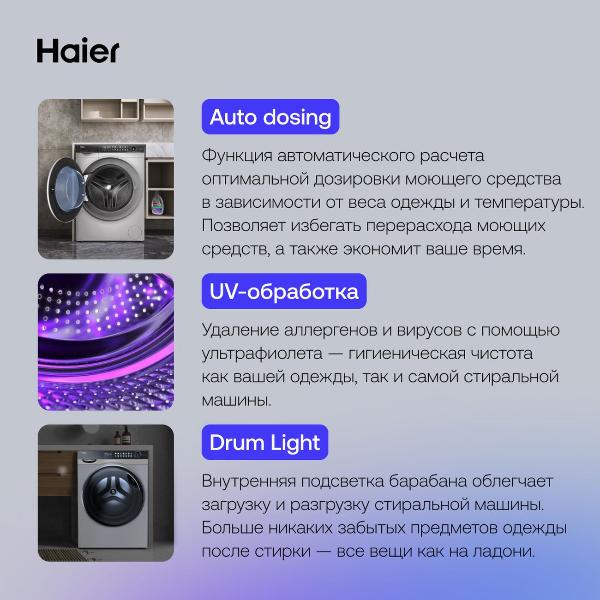 Haier
Auto dosing
Функция автоматического расчета
оптимальной дозировки моющего средства
в зависимости от веса одежды и температуры.
Позволяет избегать перерасхода моющих
средств, а также экономит ваше время.
UV-обработка
Удаление аллергенов и вирусов с помощью
ультрафиолета — гигиеническая чистота
как вашей одежды, так и самой стиральной
машины.
Drum Light
Внутренняя подсветка барабана облегчает
загрузку и разгрузку стиральной машины.
Больше никаких забытых предметов одежды
после стирки — все вещи как на ладони.